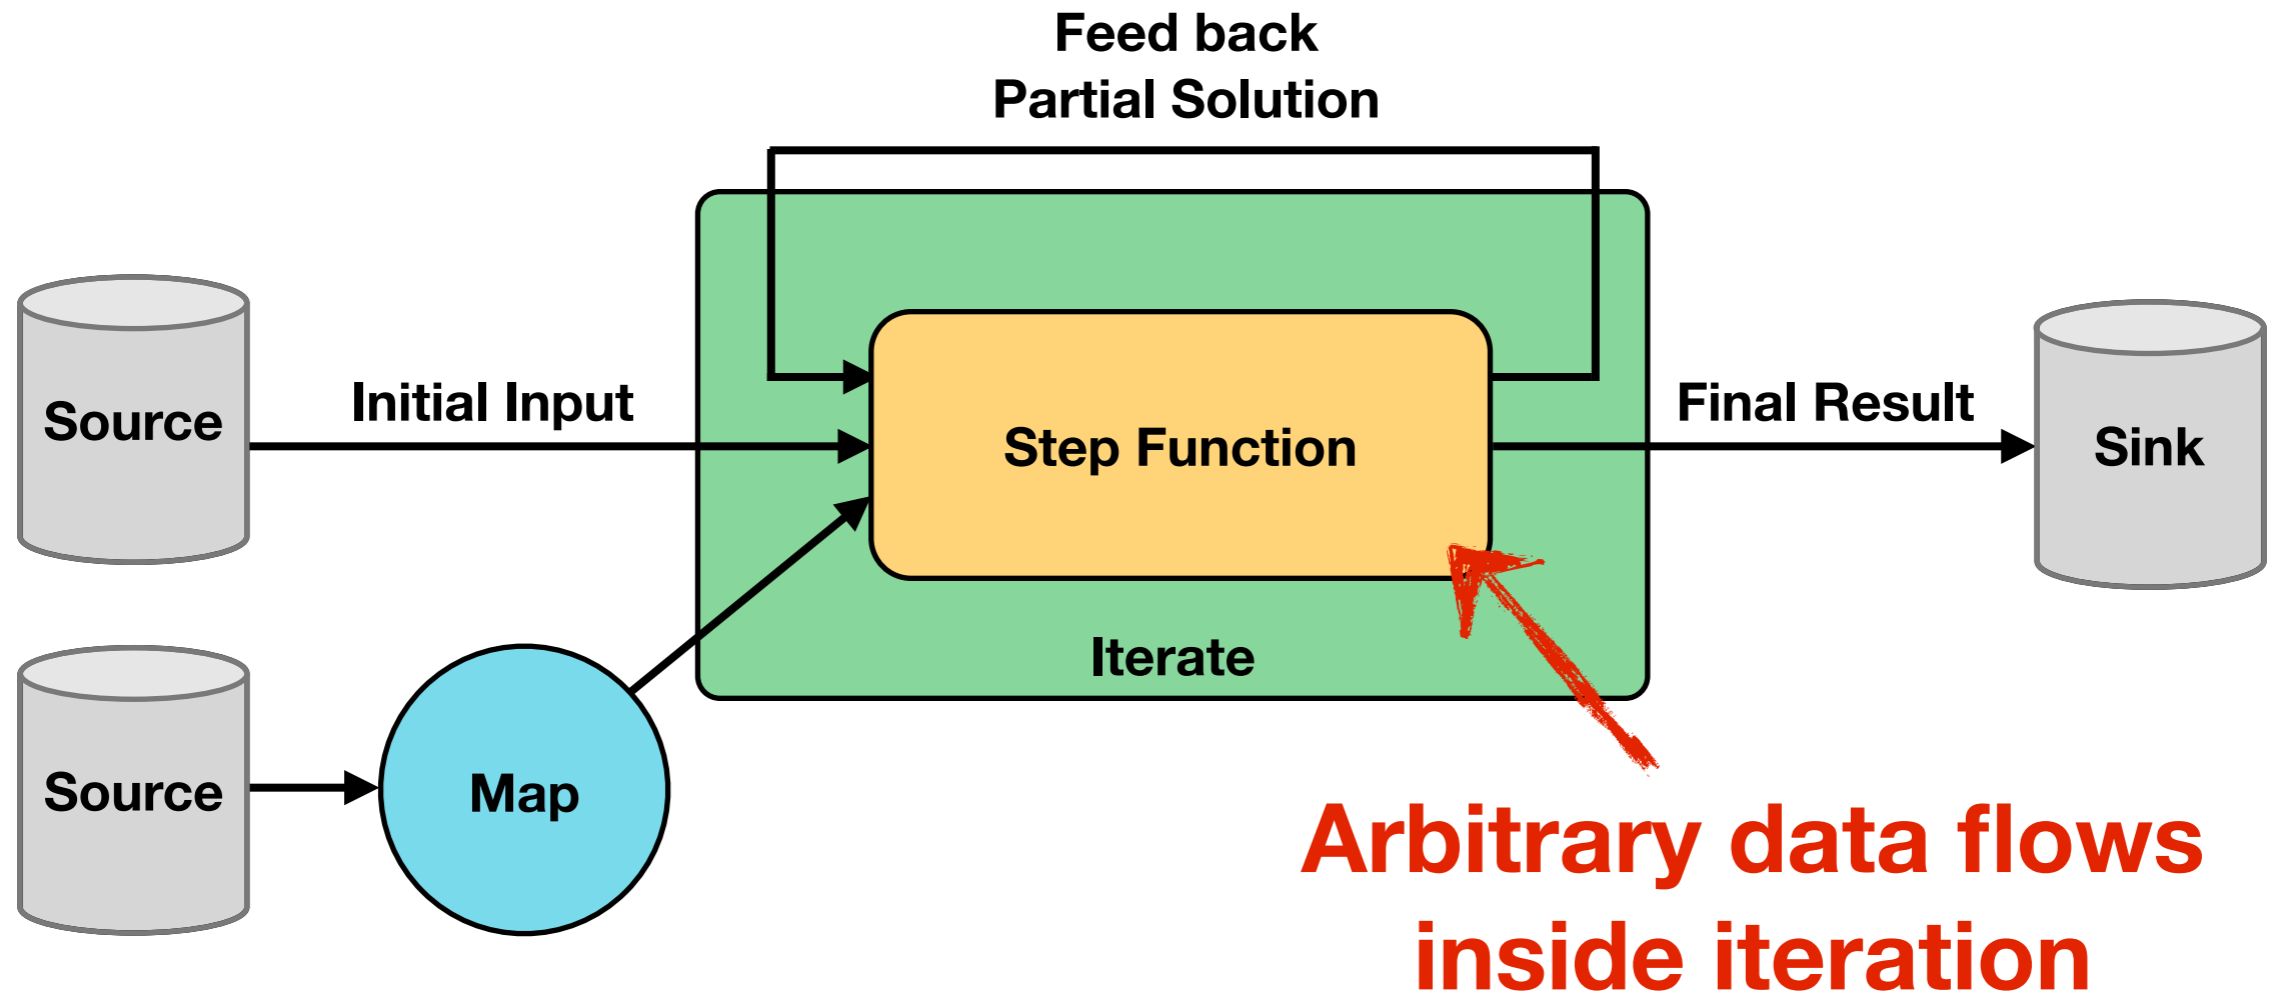 Feed back
Partial Solution
Source
Initial Input
Step Function
Final Result
Sink
Iterate
Source
Map
Arbitrary data flows
inside iteration